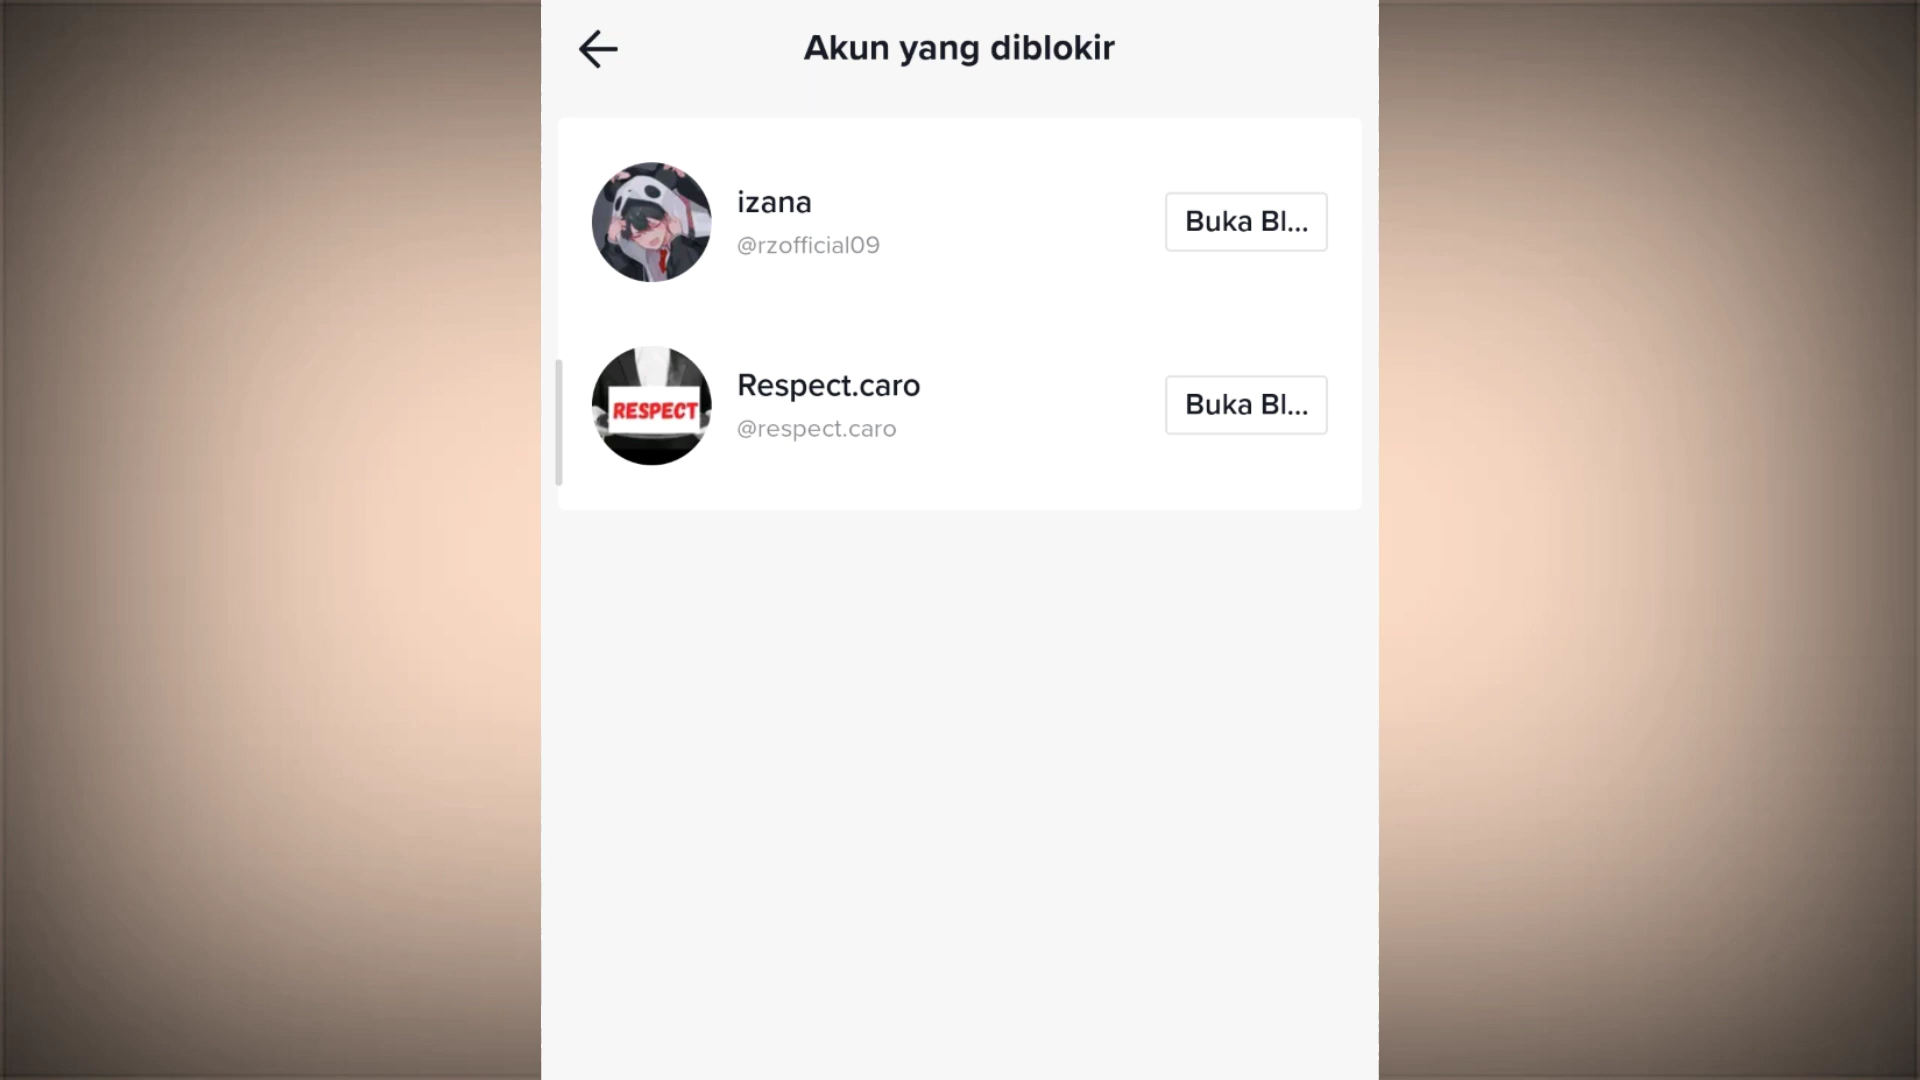 Akun yang diblokir
izana
@rzofficial09
Buka Bl...
RESPECT
Respect.caro
@respect.caro
Buka Bl...